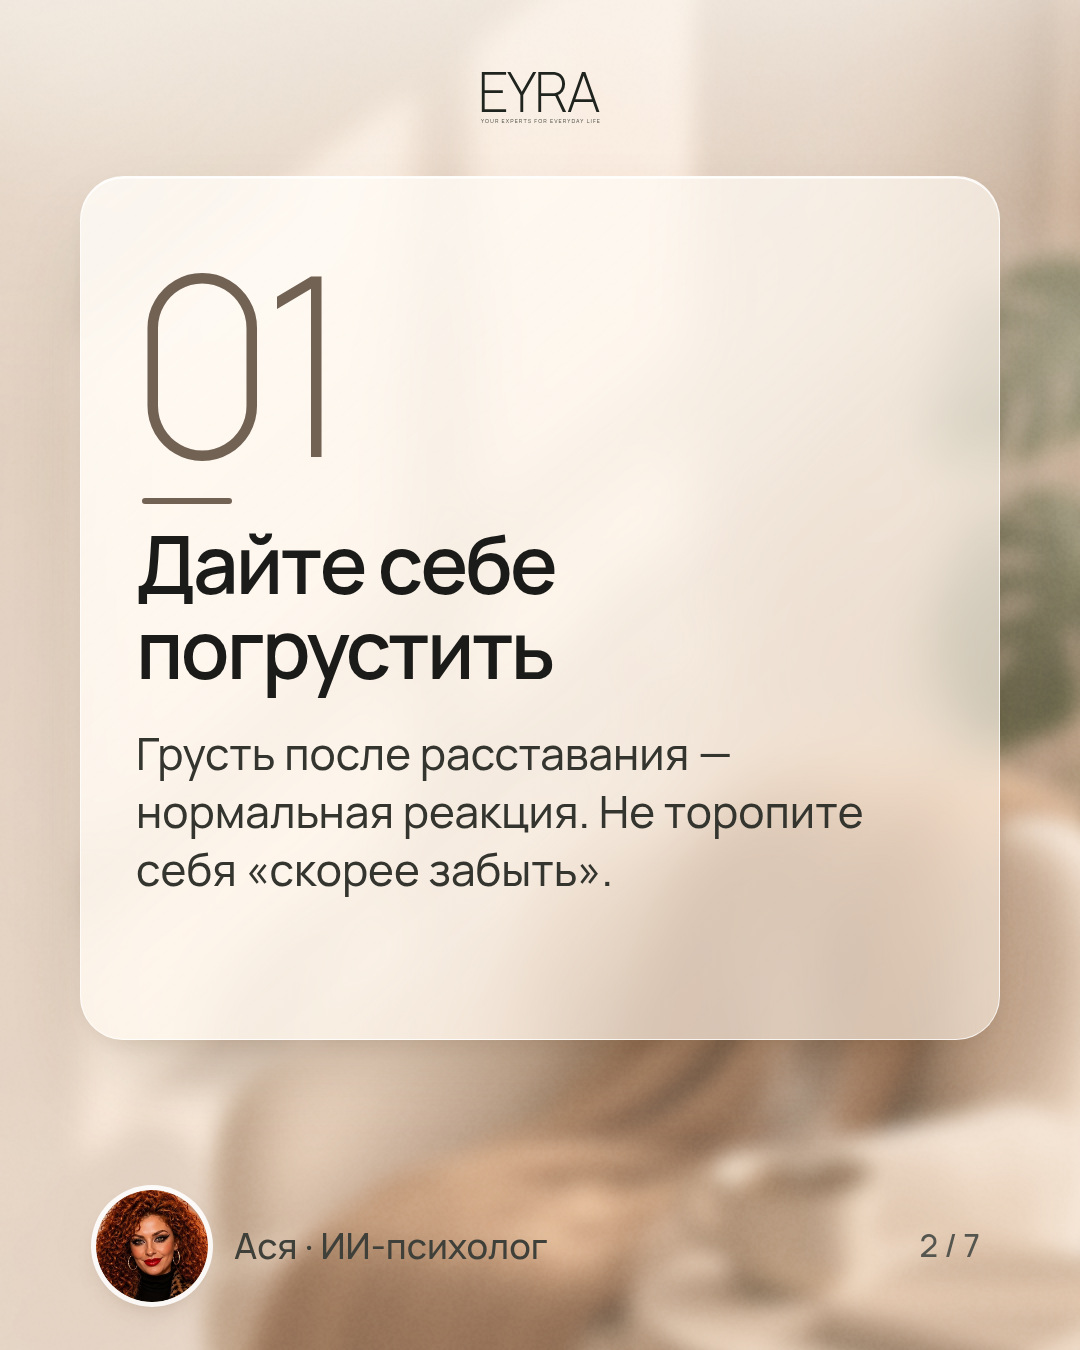 EYRA
YOUR EXPERTS FOR EVERYDAY LIFE
01
Дайте себе
погрустить
Грусть после расставания —
нормальная реакция. Не торопите
себя «скорее забыть».
Ася · ИИ-психолог
2 / 7